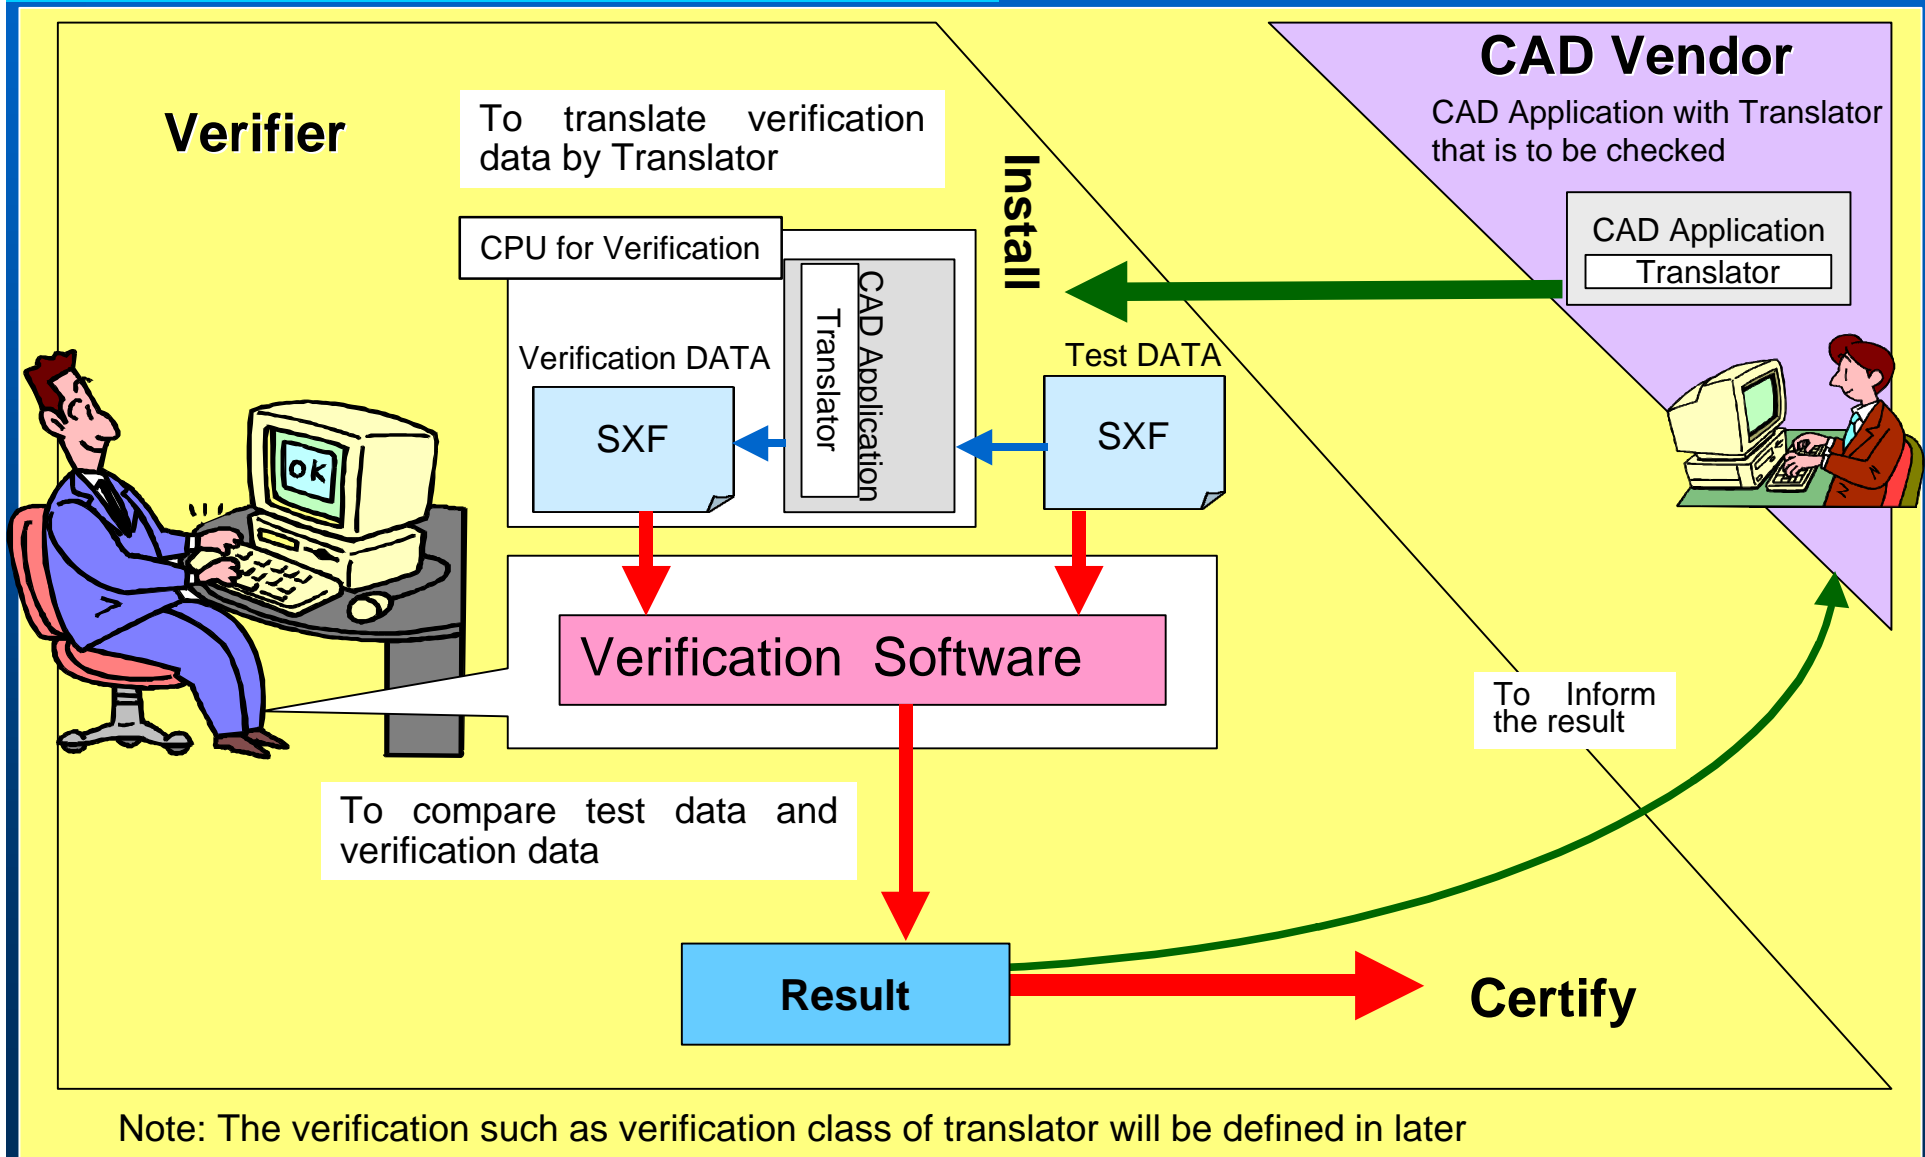 CAD Vendor
CAD Application with Translator
that is to be checked
CAD Application
Translator
Verifier
To translate verification
data by Translator
Install
CPU for Verification
CAD Application
Translator
Verification DATA
SXF
Test DATA
SXF
OK
Verification Software
To Inform
the result
To compare test data and
verification data
Result
Certify
Note: The verification such as verification class of translator will be defined in later